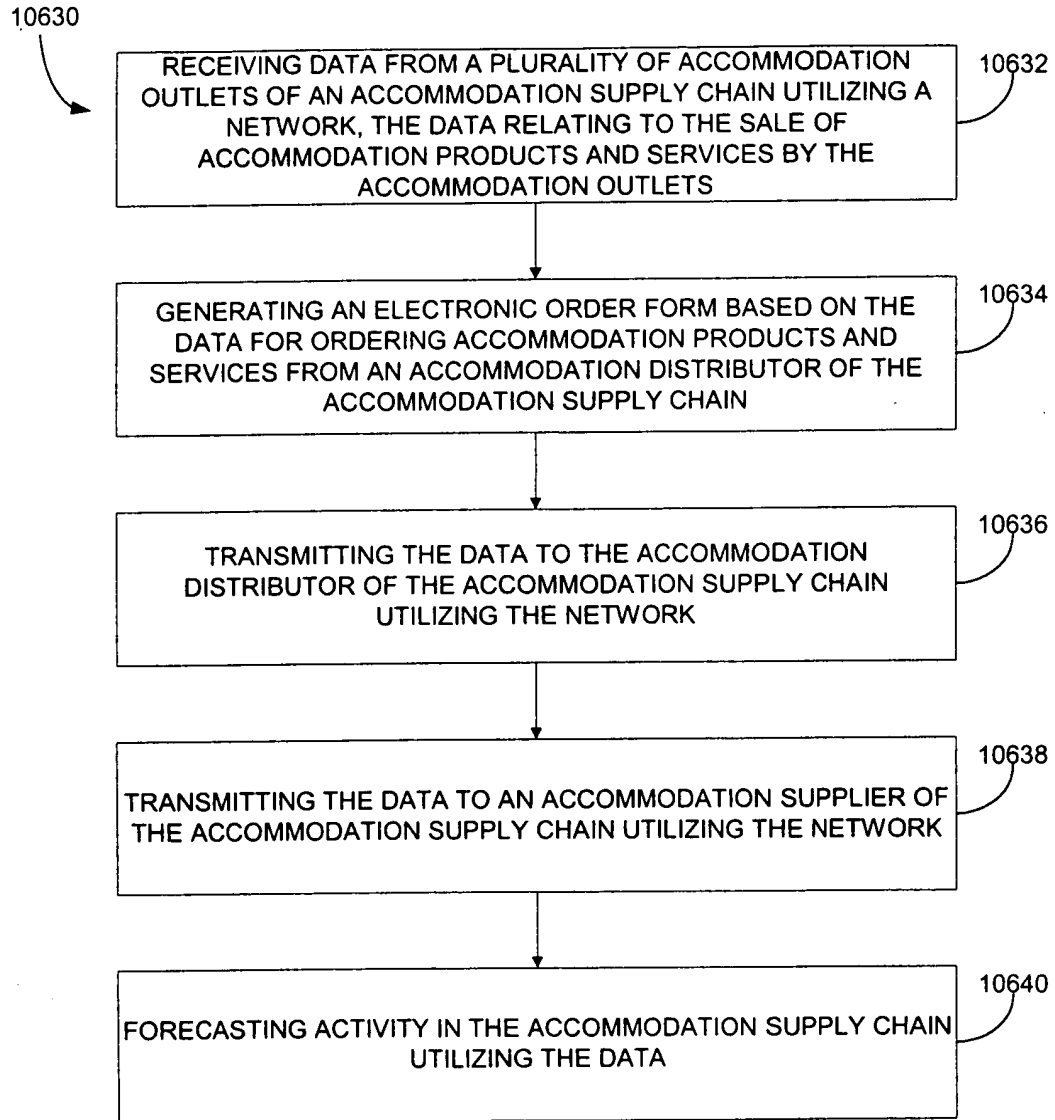 10630
RECEIVING DATA FROM A PLURALITY OF ACCOMMODATION
OUTLETS OF AN ACCOMMODATION SUPPLY CHAIN UTILIZING A
NETWORK, THE DATA RELATING TO THE SALE OF
ACCOMMODATION PRODUCTS AND SERVICES BY THE
ACCOMMODATION OUTLETS
10632
GENERATING AN ELECTRONIC ORDER FORM BASED ON THE
DATA FOR ORDERING ACCOMMODATION PRODUCTS AND
SERVICES FROM AN ACCOMMODATION DISTRIBUTOR OF THE
ACCOMMODATION SUPPLY CHAIN
10634
TRANSMITTING THE DATA TO THE ACCOMMODATION
DISTRIBUTOR OF THE ACCOMMODATION SUPPLY CHAIN
UTILIZING THE NETWORK
10636
TRANSMITTING THE DATA TO AN ACCOMMODATION SUPPLIER OF
THE ACCOMMODATION SUPPLY CHAIN UTILIZING THE NETWORK
10638
FORECASTING ACTIVITY IN THE ACCOMMODATION SUPPLY CHAIN
UTILIZING THE DATA
10640